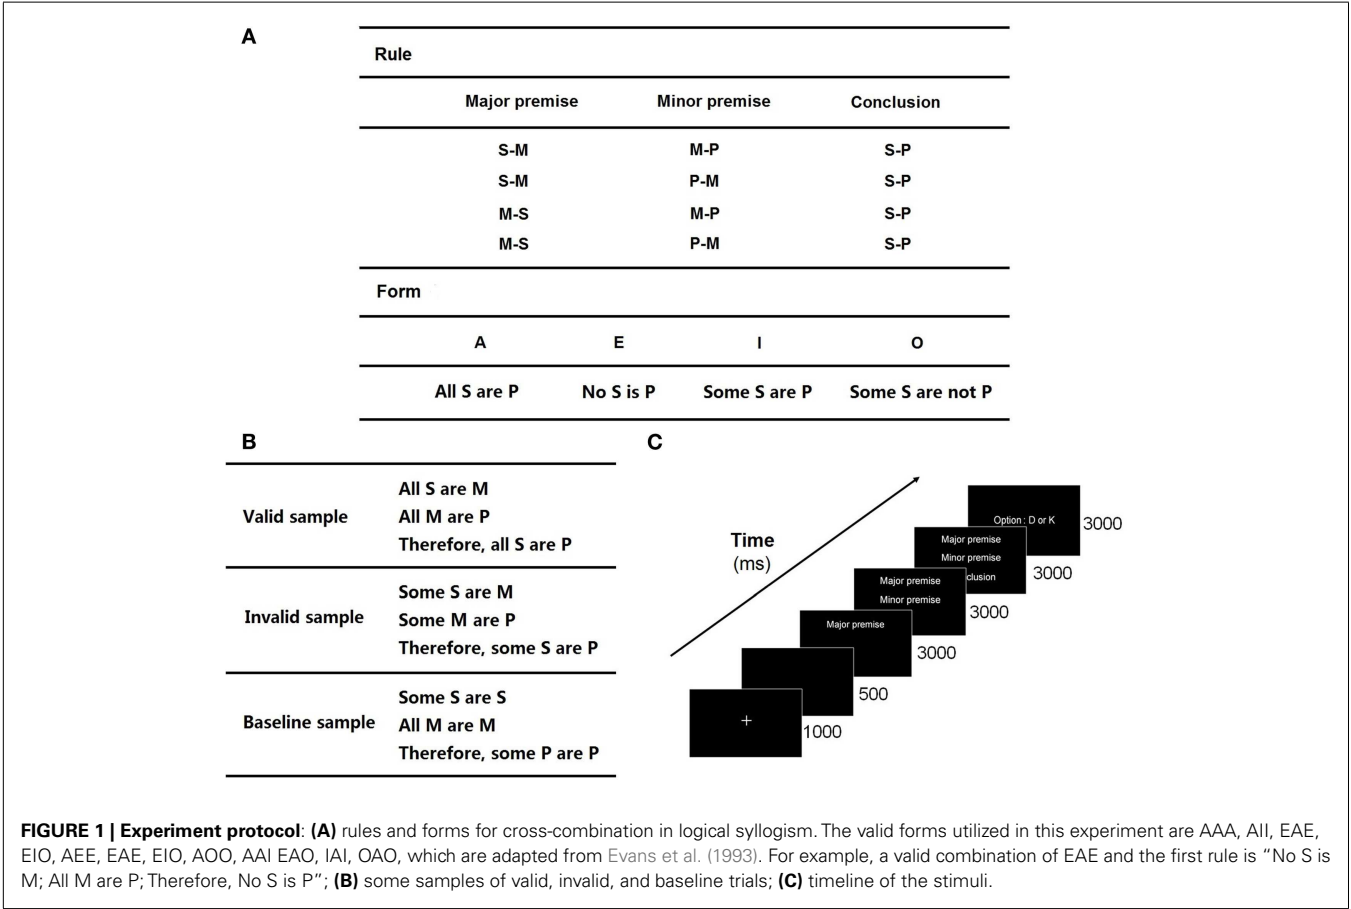 A
Rule
Major premise Minor premise Conclusion
S-M M-P S-P
S-M P-M S-P
M-S M-P S-P
M-S P-M S-P
Form
A E I O
All S are P No S is P Some S are P Some S are not P
B
Valid sample
All S are M
All M are P
Therefore, all S are P
Invalid sample
Some S are M
Some M are P
Therefore, some S are P
Baseline sample
Some S are S
All M are M
Therefore, some P are P
C
Time
(ms)
Option : D or K
3000
Major premise
Minor premise
clusion
3000
Major premise
Minor premise
3000
Major premise
3000
500
+
1000
FIGURE 1 | Experiment protocol: (A) rules and forms for cross-combination in logical syllogism. The valid forms utilized in this experiment are AAA, AII, EAE,
EIO, AEE, EAE, EIO, AOO, AAI EAO, IAI, OAO, which are adapted from Evans et al. (1993). For example, a valid combination of EAE and the first rule is “No S is
M; All M are P; Therefore, No S is P”; (B) some samples of valid, invalid, and baseline trials; (C) timeline of the stimuli.